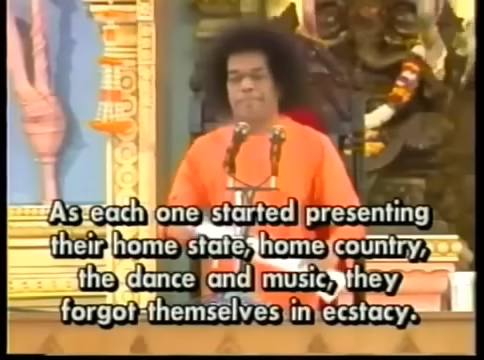 As each one started presenting
their home state, home country,
the dance and music, they
forgot themselves in ecstacy.